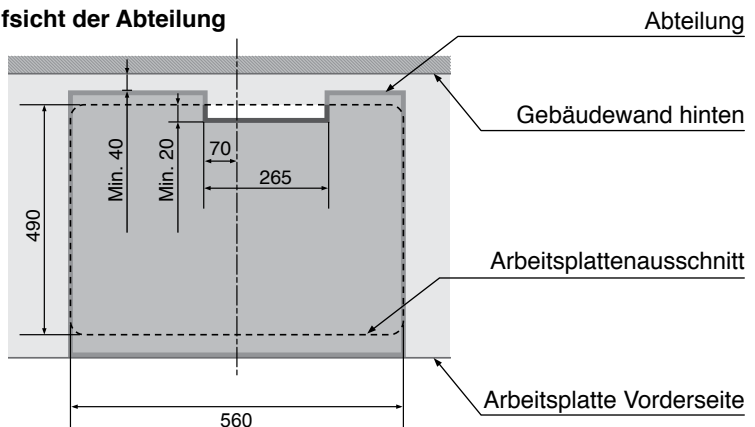 fsicht der Abteilung
Abteilung
Gebäudewand hinten
Min. 40
Min. 20
70
265
490
Arbeitsplattenausschnitt
Arbeitsplatte Vorderseite
560